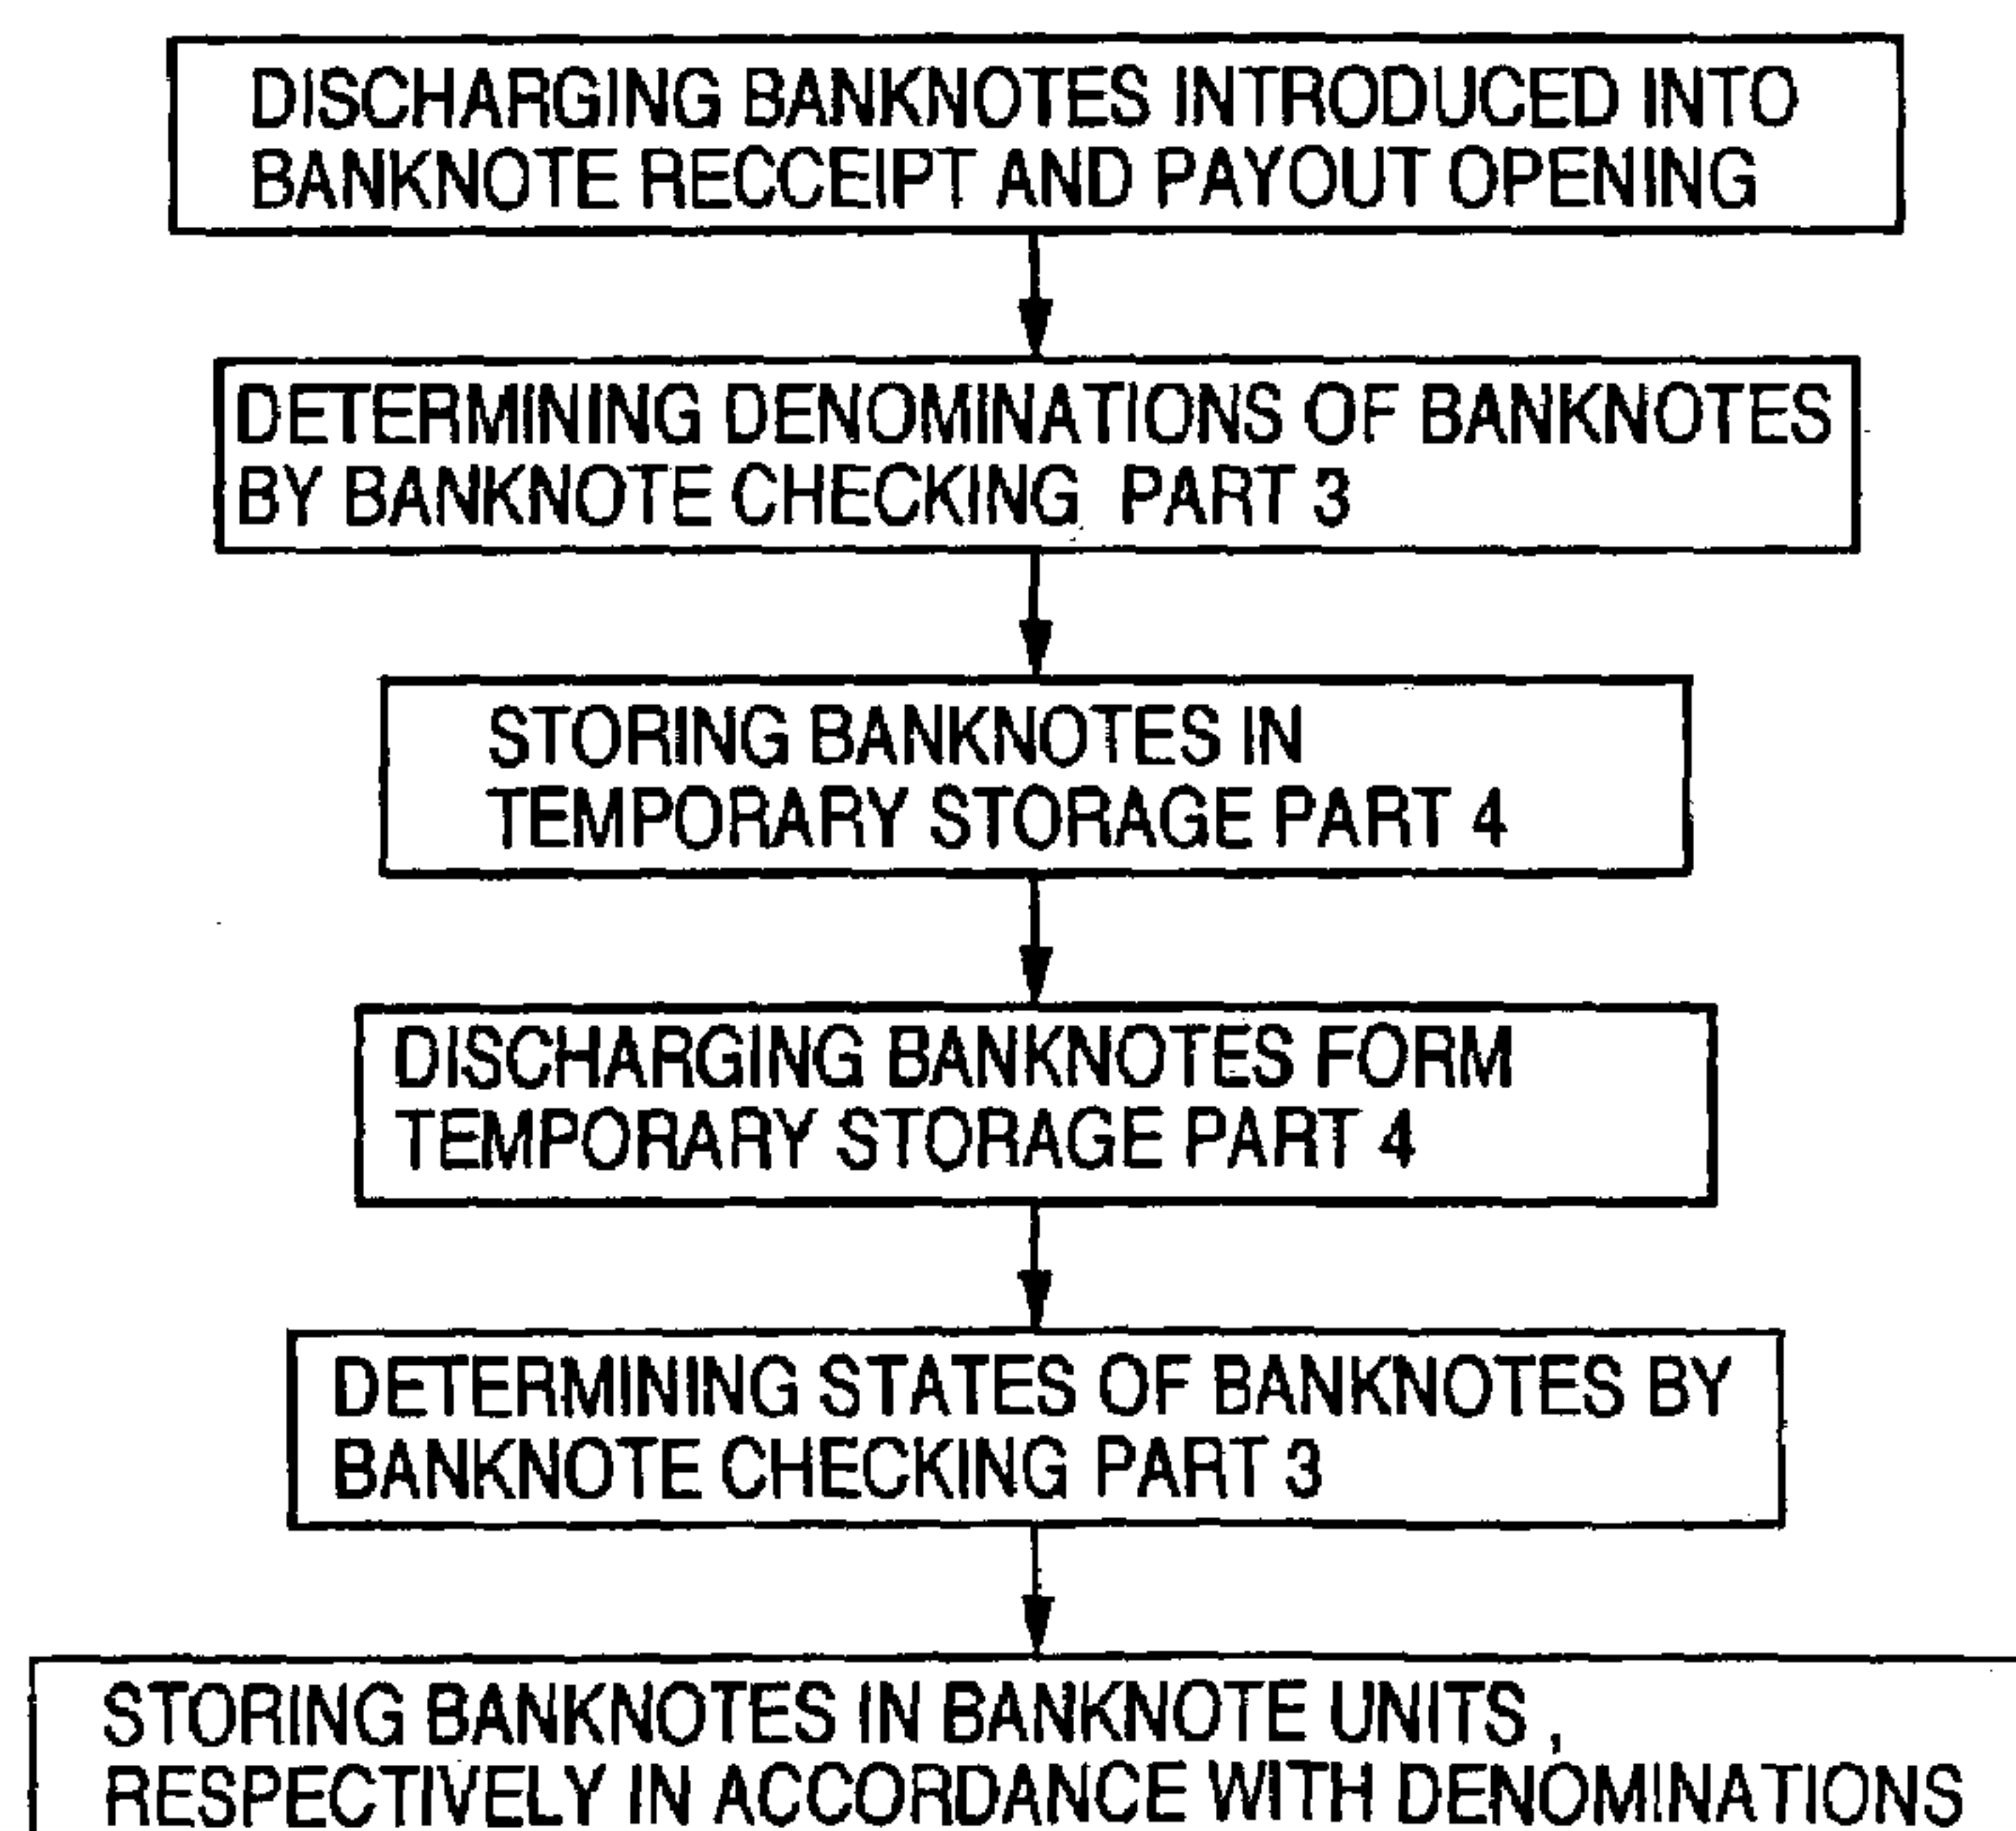 DISCHARGING BANKNOTES INTRODUCED INTO
BANKNOTE RECCEIPT AND PAYOUT OPENING
DETERMINING DENOMINATIONS OF BANKNOTES
BY BANKNOTE CHECKING PART 3
STORING BANKNOTES IN
TEMPORARY STORAGE PART 4
DISCHARGING BANKNOTES FORM
TEMPORARY STORAGE PART 4
DETERMINING STATES OF BANKNOTES BY
BANKNOTE CHECKING PART 3
STORING BANKNOTES IN BANKNOTE UNITS ,
RESPECTIVELY IN ACCORDANCE WITH DENOMINATIONS